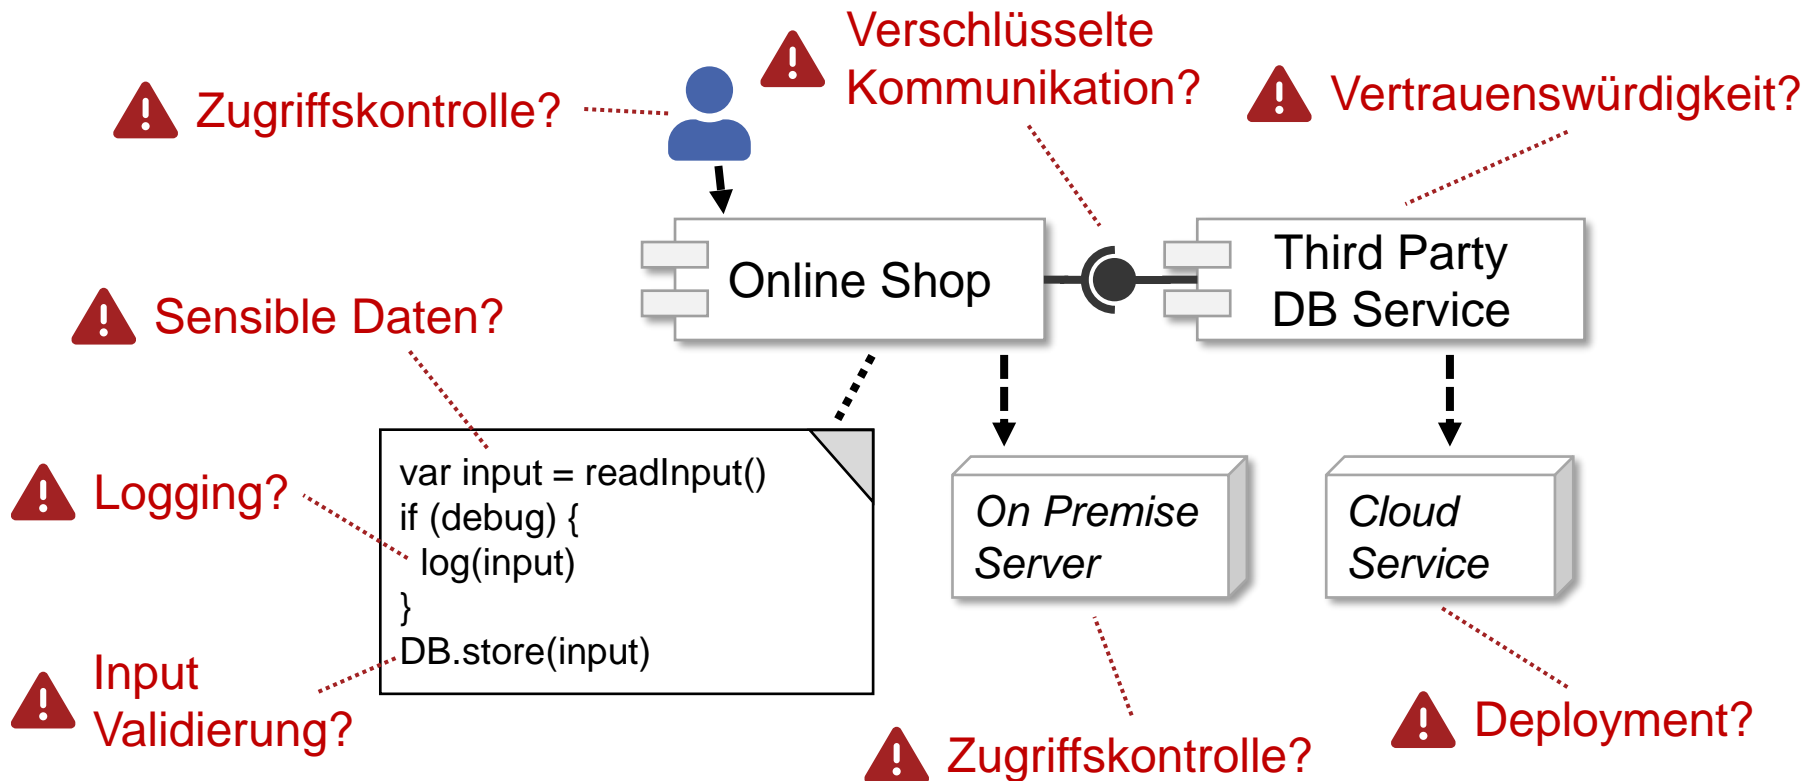 Verschlüsselte
Kommunikation?
Zugriffskontrolle?
Vertrauenswürdigkeit?
Online Shop
Third Party
DB Service
Sensible Daten?
var input = readInput()
if (debug) {
log(input)
}
DB.store(input)
Logging?
Input
Validierung?
On Premise
Server
Cloud
Service
Zugriffskontrolle?
Deployment?